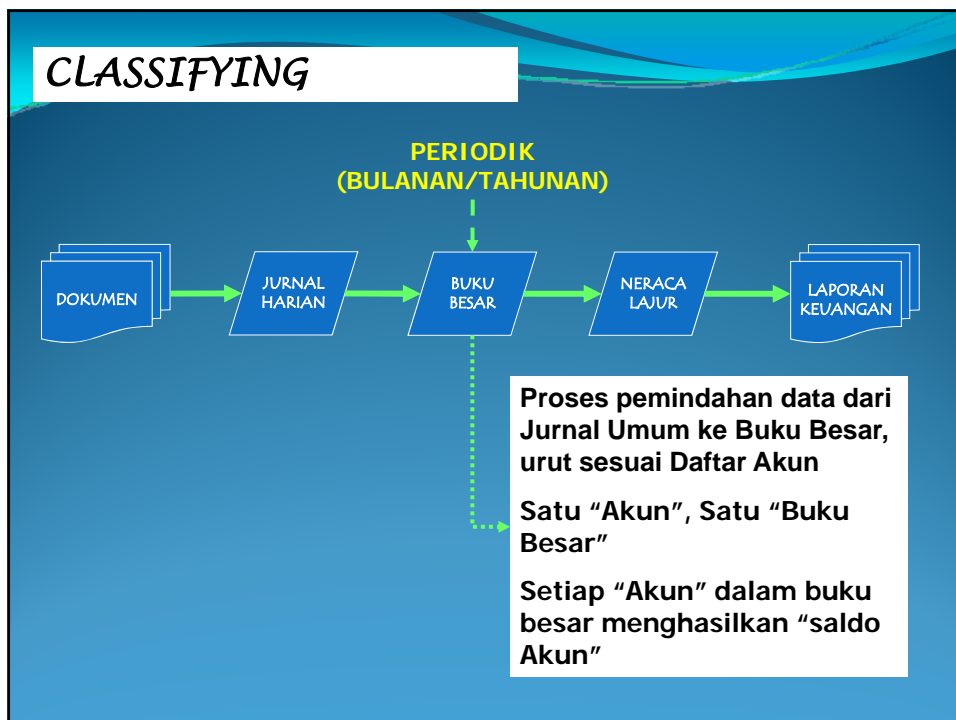 CLASSIFYING
PERIODIK
(BULANAN/TAHUNAN)
DOKUMEN
JURNAL
HARIAN
BUKU
BESAR
NERACA
LAJUR
LAPORAN
KEUANGAN
Proses pemindahan data dari
Jurnal Umum ke Buku Besar,
urut sesuai Daftar Akun
Satu “Akun”, Satu “Buku
Besar”
Setiap “Akun” dalam buku
besar menghasilkan “saldo
Akun”